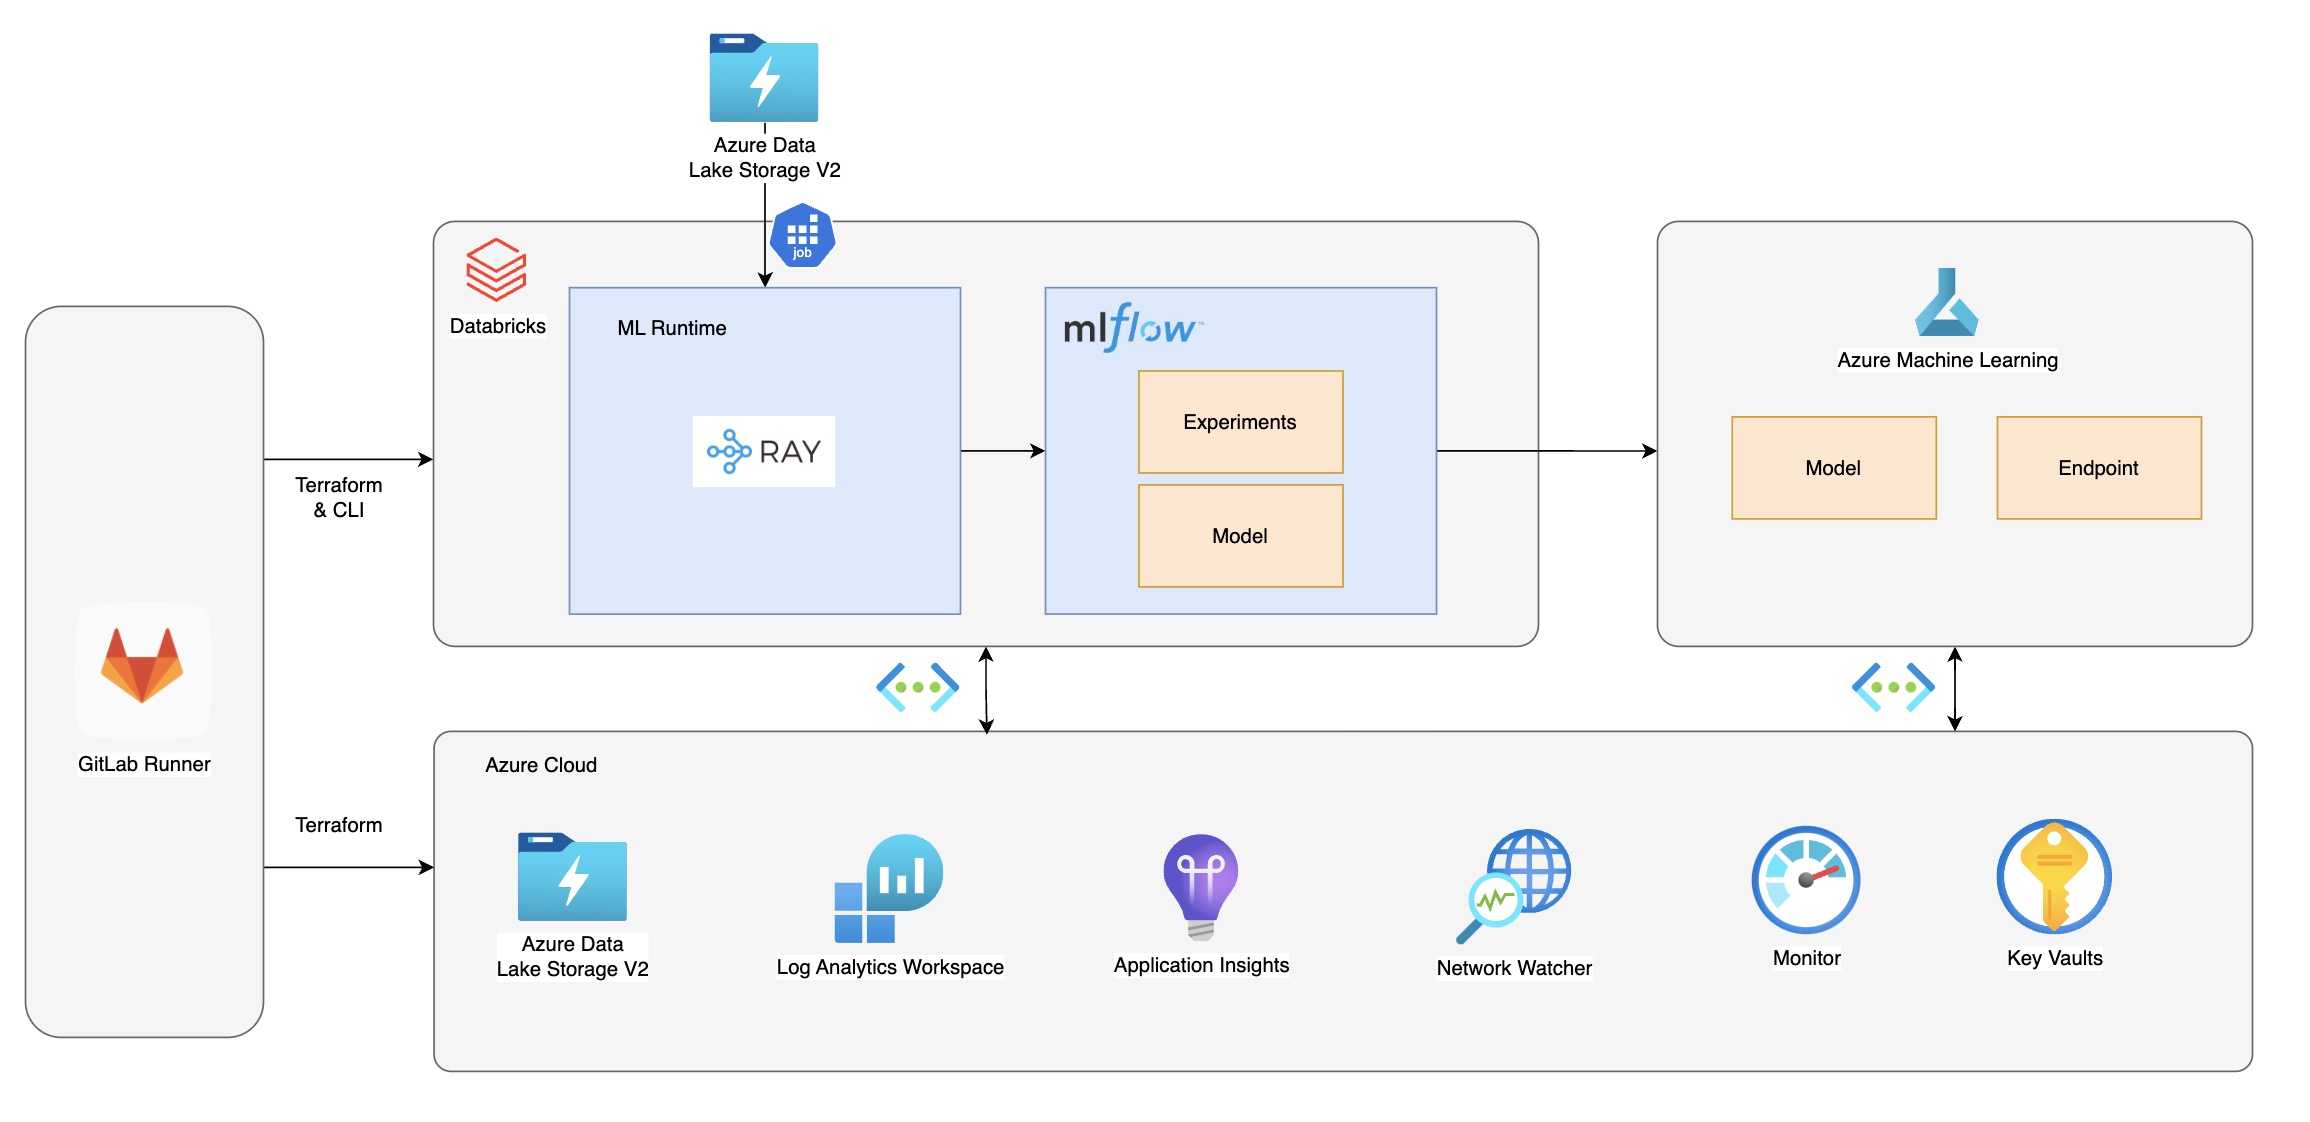 Azure Data
Lake Storage V2
job
Databricks
ML Runtime
RAY
mlflow™
Experiments
Model
Azure Machine Learning
Model
Endpoint
Terraform
& CLI
GitLab Runner
Terraform
Azure Cloud
Azure Data
Lake Storage V2
Log Analytics Workspace
Application Insights
Network Watcher
Monitor
Key Vaults